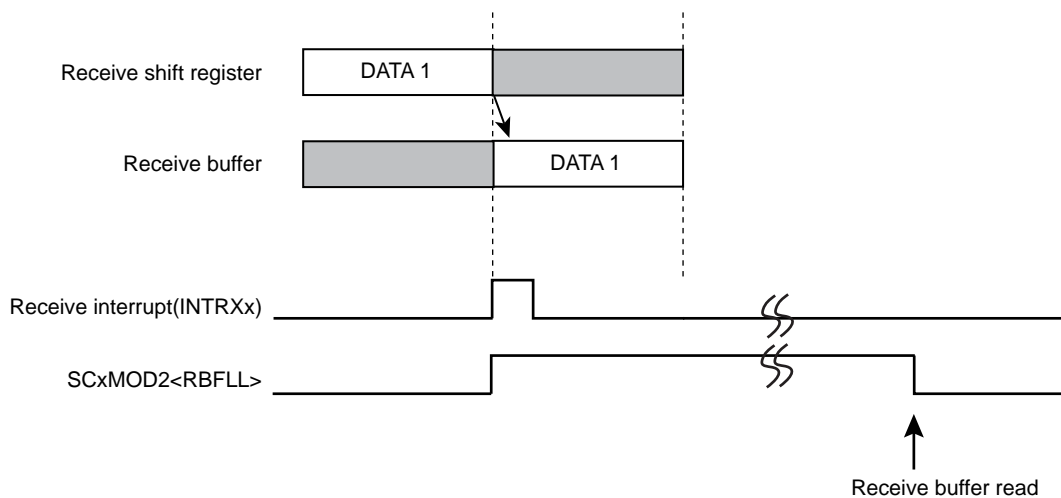 Receive shift register
DATA 1
Receive buffer
DATA 1
Receive interrupt(INTRXx)
SCxMOD2<RBFLL>
Receive buffer read